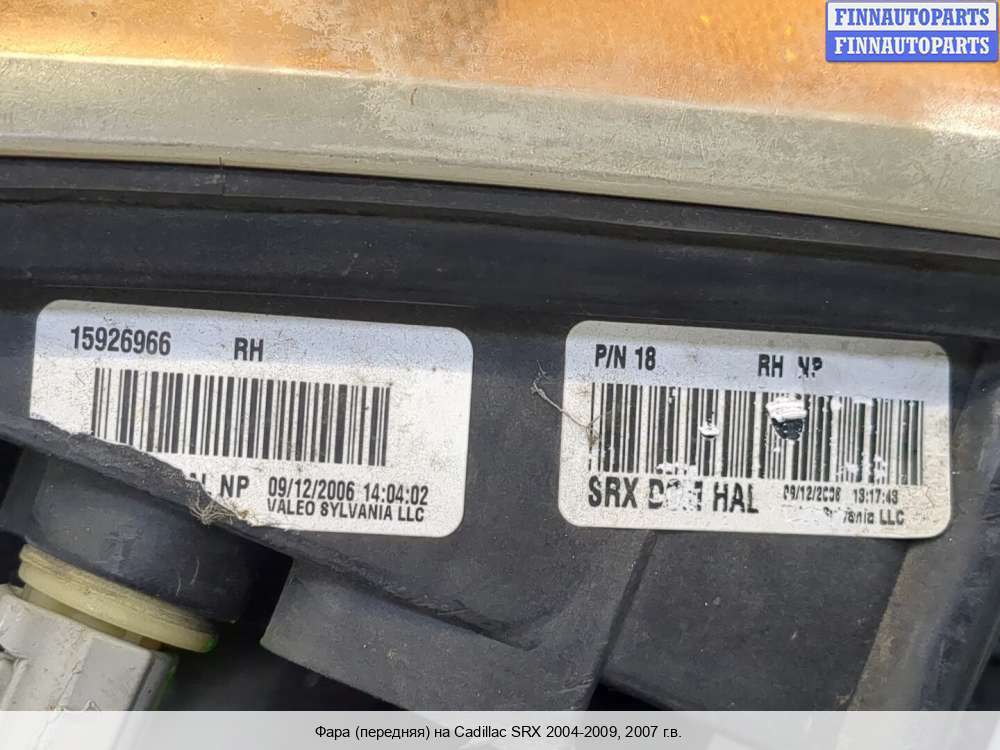 FINNAUTOPARTS
FINNAUTOPARTS
15926966 RH
NP 09/12/2006 14:04:02
VALEO SYLVANIA LLC
P/N 18 RH NP
SRX HAL 13:17:43
LLC
Фара (передняя) на Cadillac SRX 2004-2009, 2007 г.в.